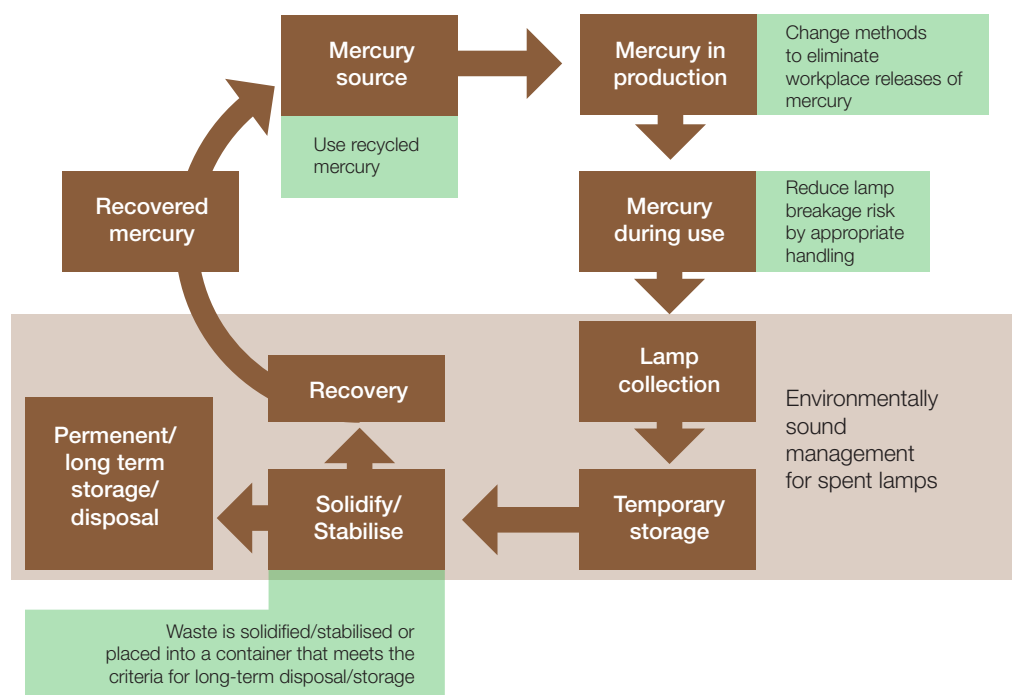 Mercury
source
Use recycled
mercury
Mercury in
production
Change methods
to eliminate
workplace releases of
mercury
Mercury
during use
Reduce lamp
breakage risk
by appropriate
handling
Lamp
collection
Temporary
storage
Environmentally
sound
management
for spent lamps
Solidify/
Stabilise
Waste is solidified/stabilised or
placed into a container that meets the
criteria for long-term disposal/storage
Permenent/
long term
storage/
disposal
Recovery
Recovered
mercury